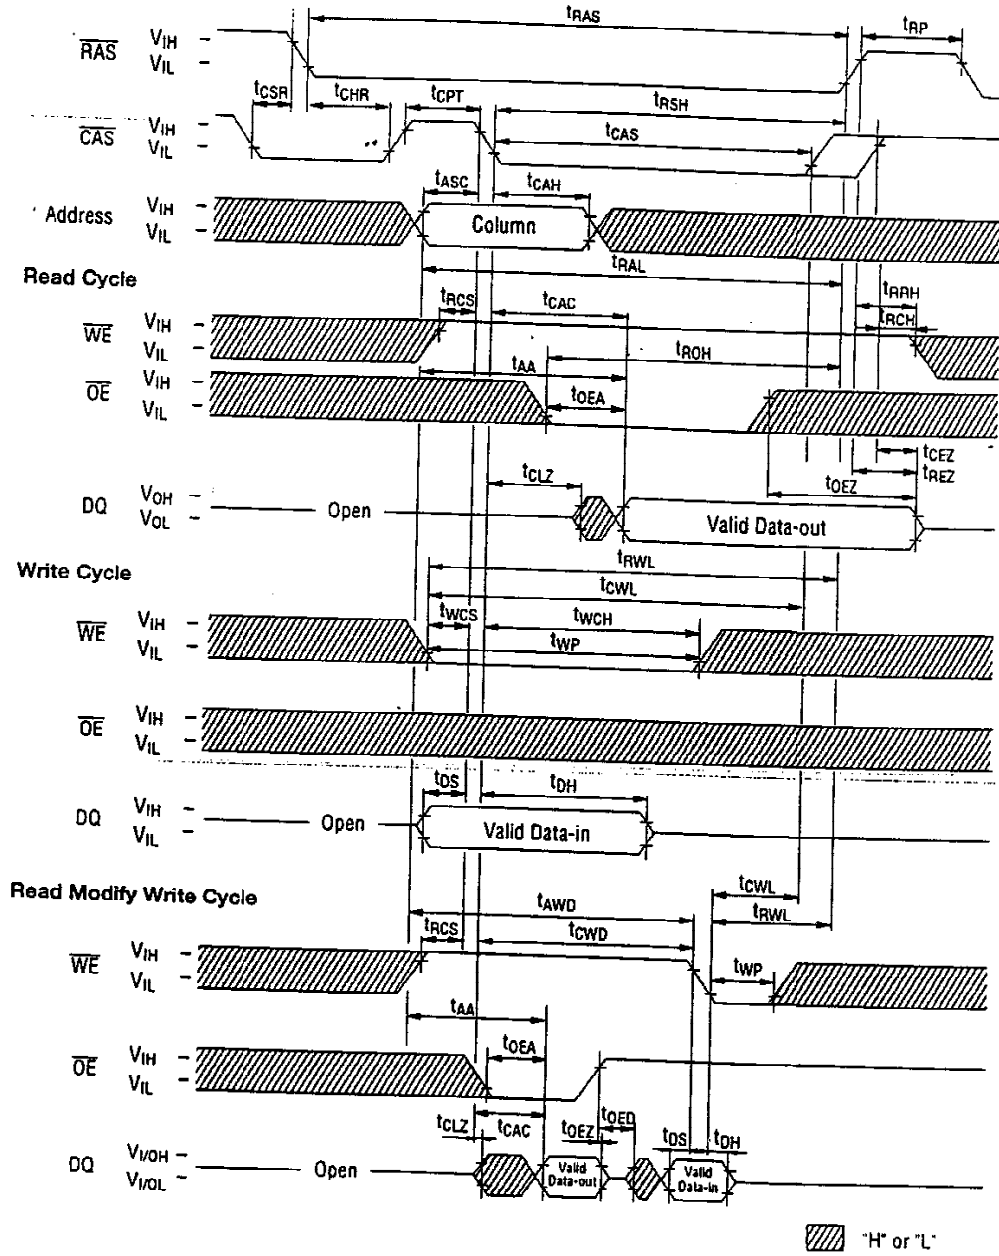 tRAS
tRP
RAS VIH
VIL
tCSR tCHR tCPT tRSH
CAS VIH
VIL
tCAS
tASC tCAH
Address VIH
VIL
Column
tRAL
Read Cycle
tRRH
tRCS tCAC
tRCH
WE VIH
VIL
tAA tROH
OE VIH
VIL
tOEA
tCEZ
tREZ
tCLZ tOEZ
DQ VOH
VOL
Open Valid Data-out
tRWL
Write Cycle
tCWL
tWCS tWCH
WE VIH
VIL
tWP
OE VIH
VIL
tDS tDH
DQ VIH
VIL
Open Valid Data-in
Read Modify Write Cycle
tCWL
tAWD tRWL
tRCS tCWD
WE VIH
VIL
tWP
tAA
OE VIH
VIL
tOEA
tCLZ tCAC tOEZ tOED tDS tDH
DQ VI/OH
VI/OL
Open
Valid
Data-out
Valid
Data-in
"H" or "L"